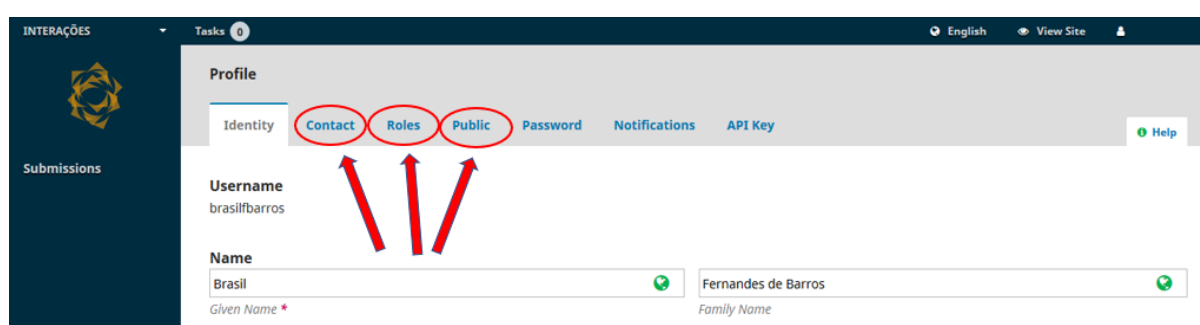 INTERAÇÕES Tasks 0 English View Site
Profile
Identity Contact Roles Public Password Notifications API Key Help
Submissions
Username
brasilfbarros
Name
Brasil Fernandes de Barros
Given Name * Family Name